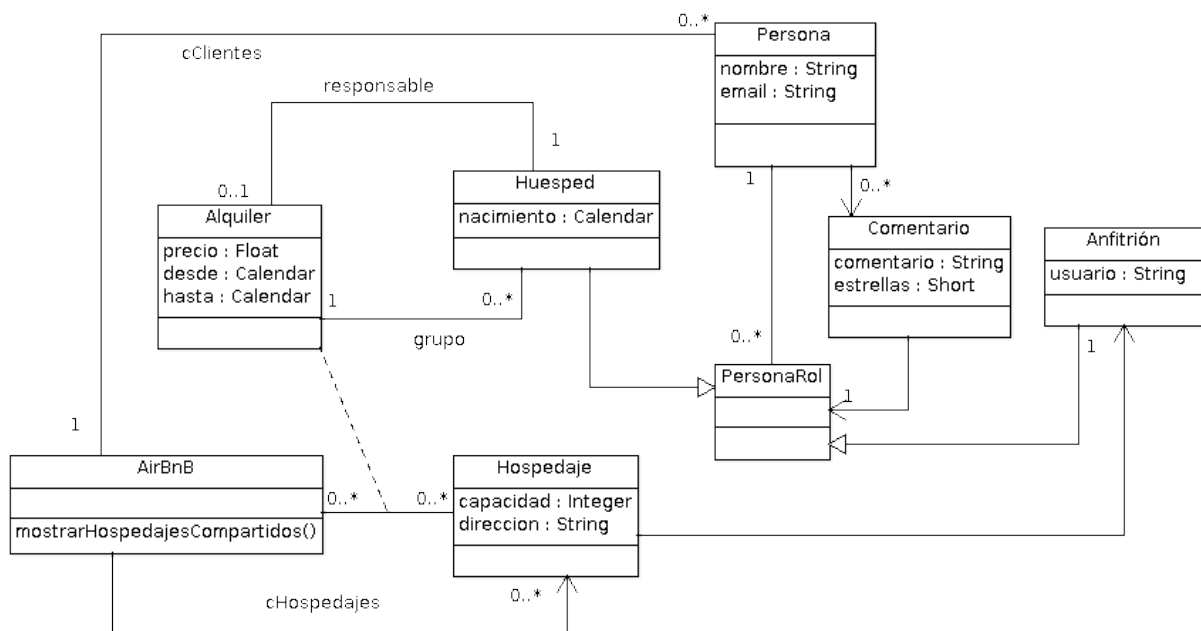 0..*
Persona
cClientes
nombre : String
email : String
responsable
1
1
0..*
Huesped
0..1
Alquiler
nacimiento : Calendar
Comentario
Anfitrión
precio : Float
desde : Calendar
hasta : Calendar
comentario : String
estrellas : Short
usuario : String
1
0..*
grupo
0..*
1
PersonaRol
1
1
AirBnB
Hospedaje
0..*
0..*
capacidad : Integer
direccion : String
mostrarHospedajesCompartidos()
cHospedajes
0..*